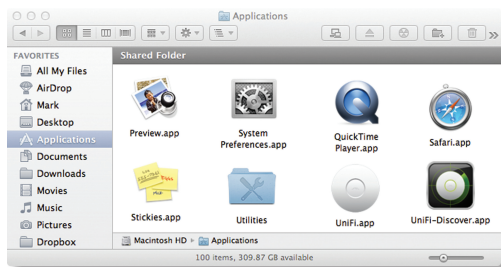 Applications
FAVORITES
All My Files
AirDrop
Mark
Desktop
Applications
Documents
Downloads
Movies
Music
Pictures
Dropbox
Shared Folder
Preview.app
System
Preferences.app
QuickTime
Player.app
Safari.app
Stickies.app
Utilities
UniFi.app
UniFi-Discover.app
Macintosh HD ▸ Applications
100 items, 309.87 GB available